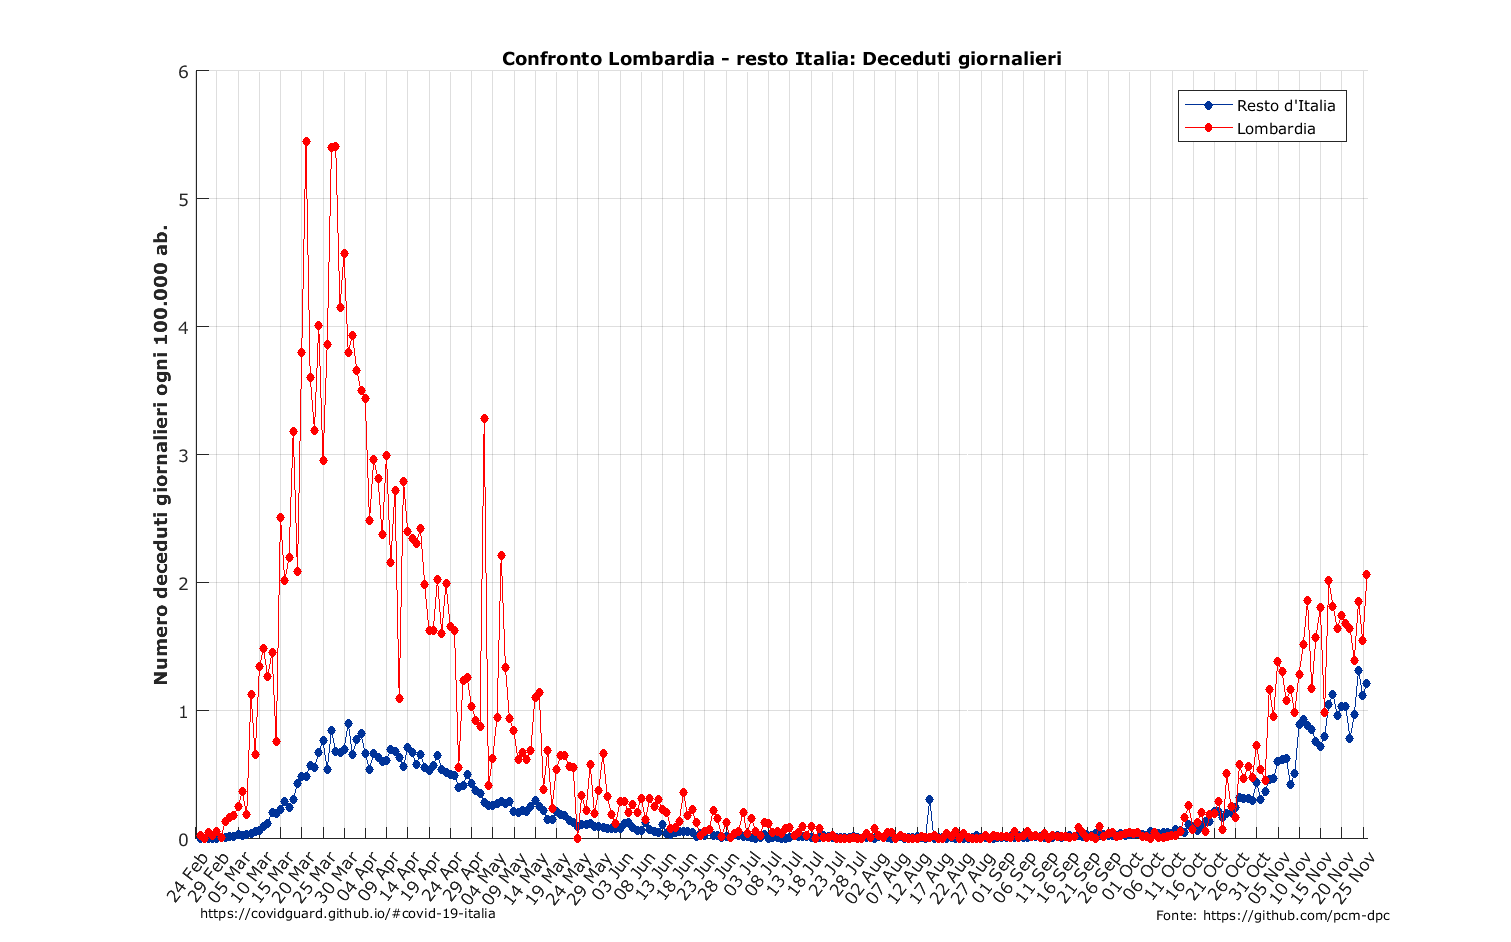 Confronto Lombardia - resto Italia: Deceduti giornalieri
Resto d'Italia
Lombardia
Numero deceduti giornalieri ogni 100.000 ab.
6
5
4
3
2
1
0
24 Feb
29 Feb
05 Mar
10 Mar
15 Mar
20 Mar
25 Mar
30 Mar
04 Apr
09 Apr
14 Apr
19 Apr
24 Apr
29 Apr
04 May
09 May
14 May
19 May
24 May
29 May
03 Jun
08 Jun
13 Jun
18 Jun
23 Jun
28 Jun
03 Jul
08 Jul
13 Jul
18 Jul
23 Jul
28 Jul
02 Aug
07 Aug
12 Aug
17 Aug
22 Aug
27 Aug
01 Sep
06 Sep
11 Sep
16 Sep
21 Sep
26 Sep
01 Oct
06 Oct
11 Oct
16 Oct
21 Oct
26 Oct
31 Oct
05 Nov
10 Nov
15 Nov
20 Nov
25 Nov
https://covidguard.github.io/#covid-19-italia
Fonte: https://github.com/pcm-dpc